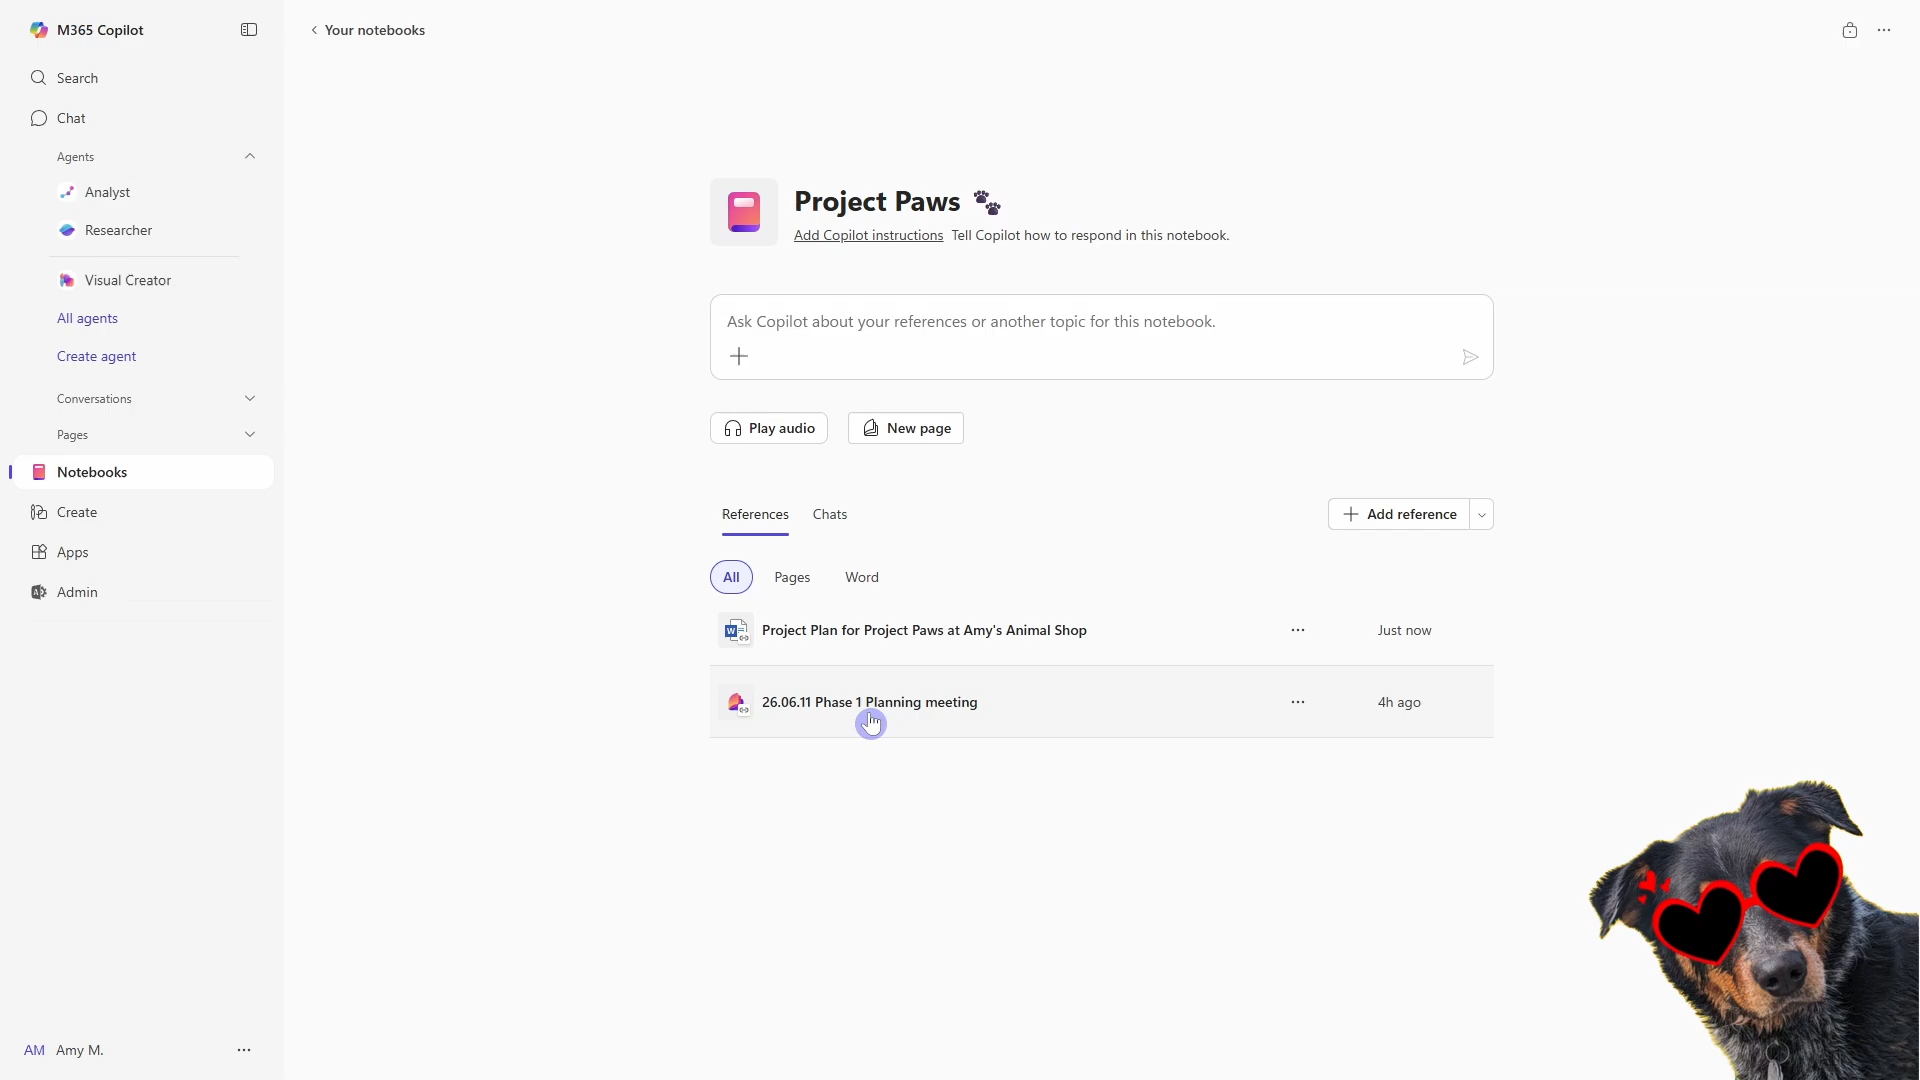 M365 Copilot
Search
Chat
Agents
Analyst
Researcher
Visual Creator
All agents
Create agent
Conversations
Pages
Notebooks
Create
Apps
Admin
AM Amy M.
Your notebooks
Project Paws
Add Copilot instructions Tell Copilot how to respond in this notebook.
Ask Copilot about your references or another topic for this notebook.
Play audio New page
References Chats Add reference
All Pages Word
Project Plan for Project Paws at Amy's Animal Shop Just now
26.06.11 Phase 1 Planning meeting 4h ago